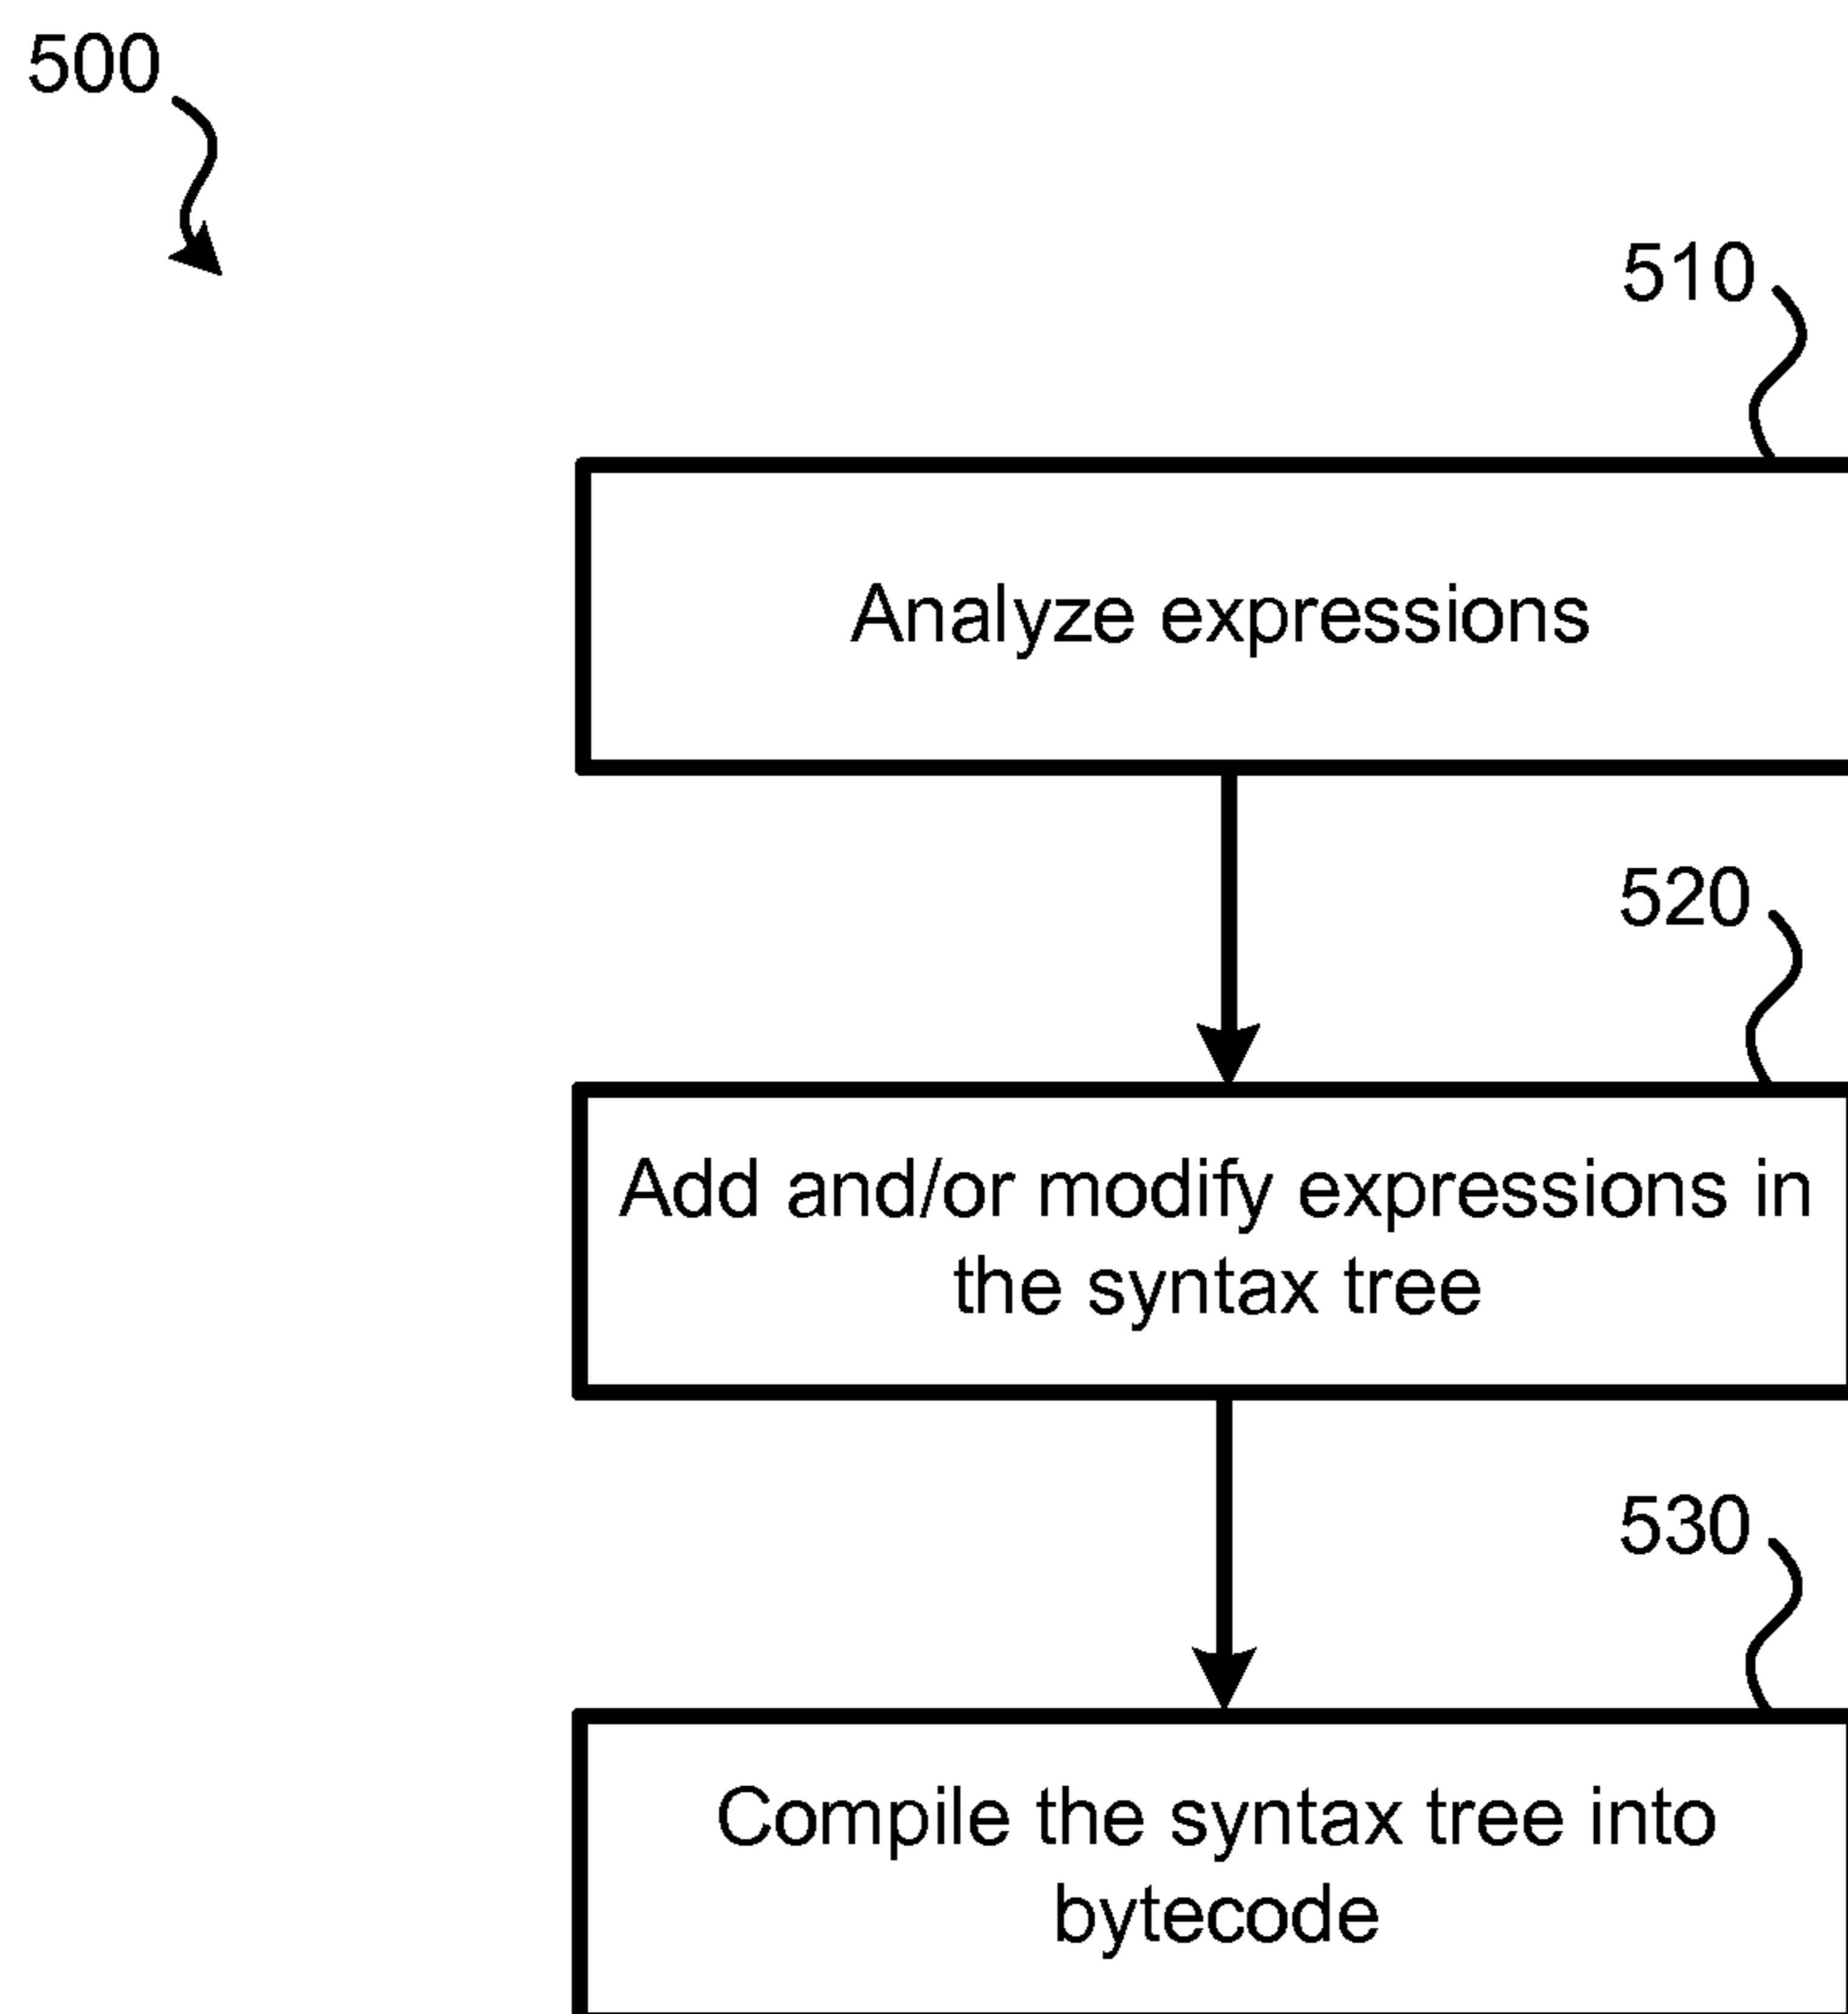 500
510
Analyze expressions
520
Add and/or modify expressions in
the syntax tree
530
Compile the syntax tree into
bytecode